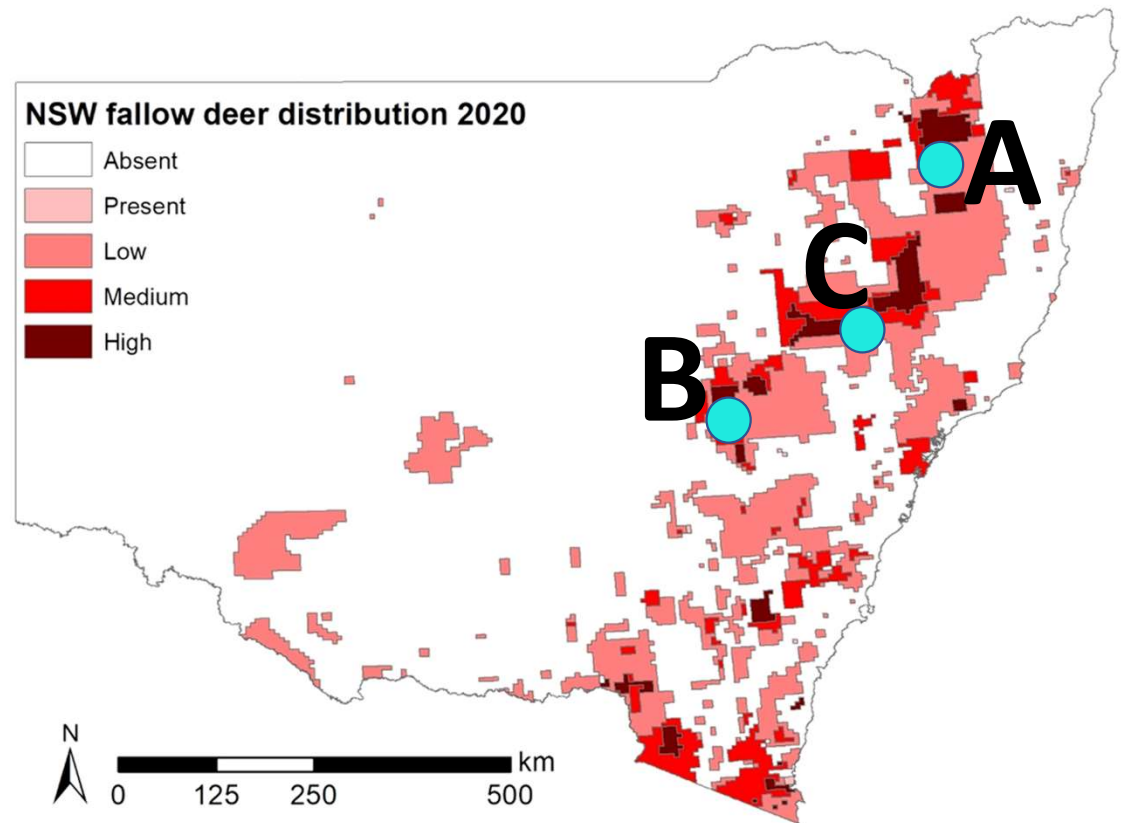 NSW fallow deer distribution 2020
Absent
Present
Low
Medium
High
A
C
B
N
km
0 125 250 500